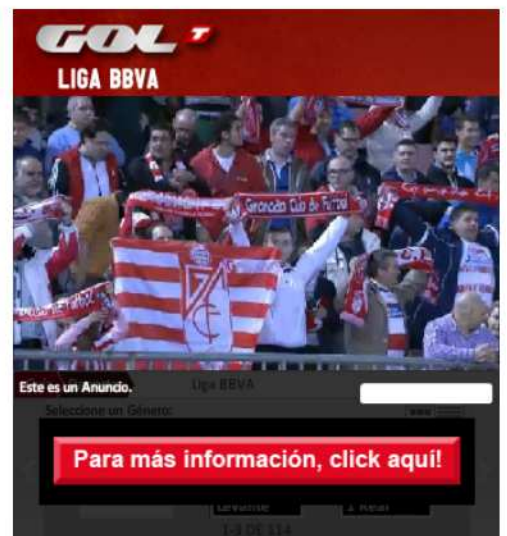 GOL T
LIGA BBVA
Granada Club de Futbol
Este es un Anuncio.
Liga BBVA
Seleccione un Género:
Para más información, click aquí!
Levante
1 Real
1-3 DE 114